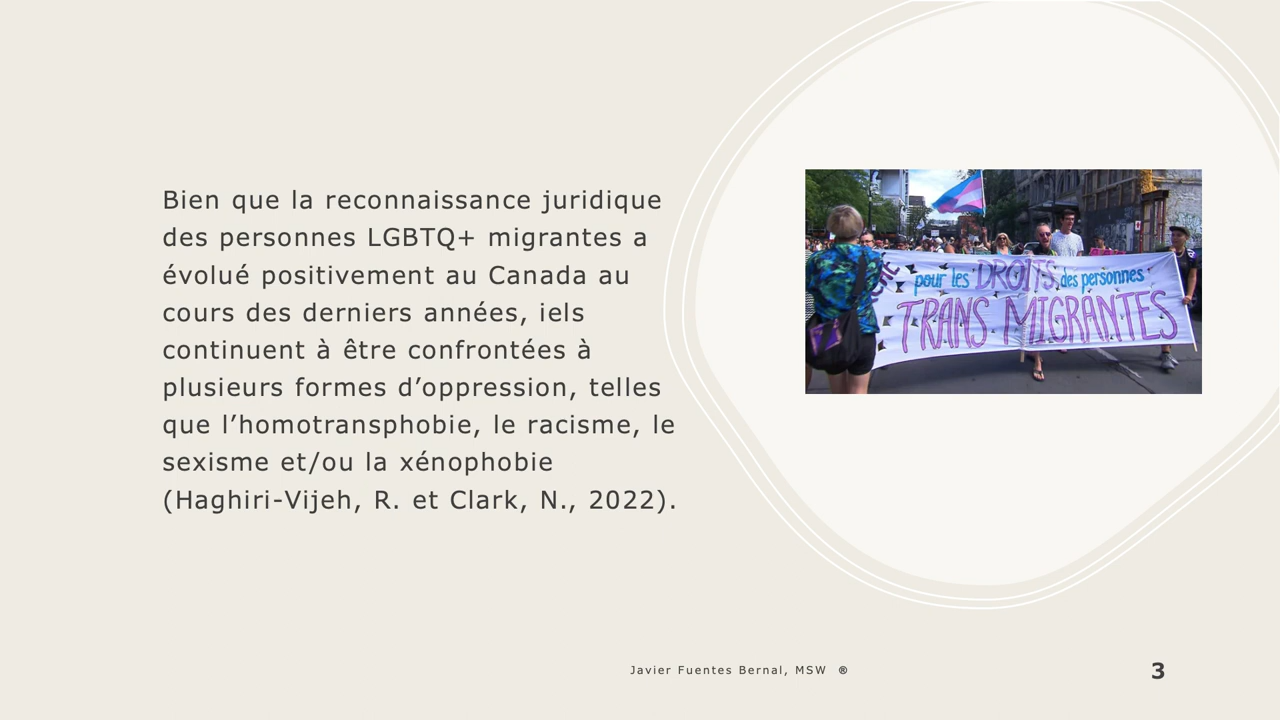 Bien que la reconnaissance juridique
des personnes LGBTQ+ migrantes a
évolué positivement au Canada au
cours des derniers années, iels
continuent à être confrontées à
plusieurs formes d’oppression, telles
que l’homotransphobie, le racisme, le
sexisme et/ou la xénophobie
(Haghiri-Vijeh, R. et Clark, N., 2022).
pour les DROITS des personnes
TRANS MIGRANTES
Javier Fuentes Bernal, MSW ®
3